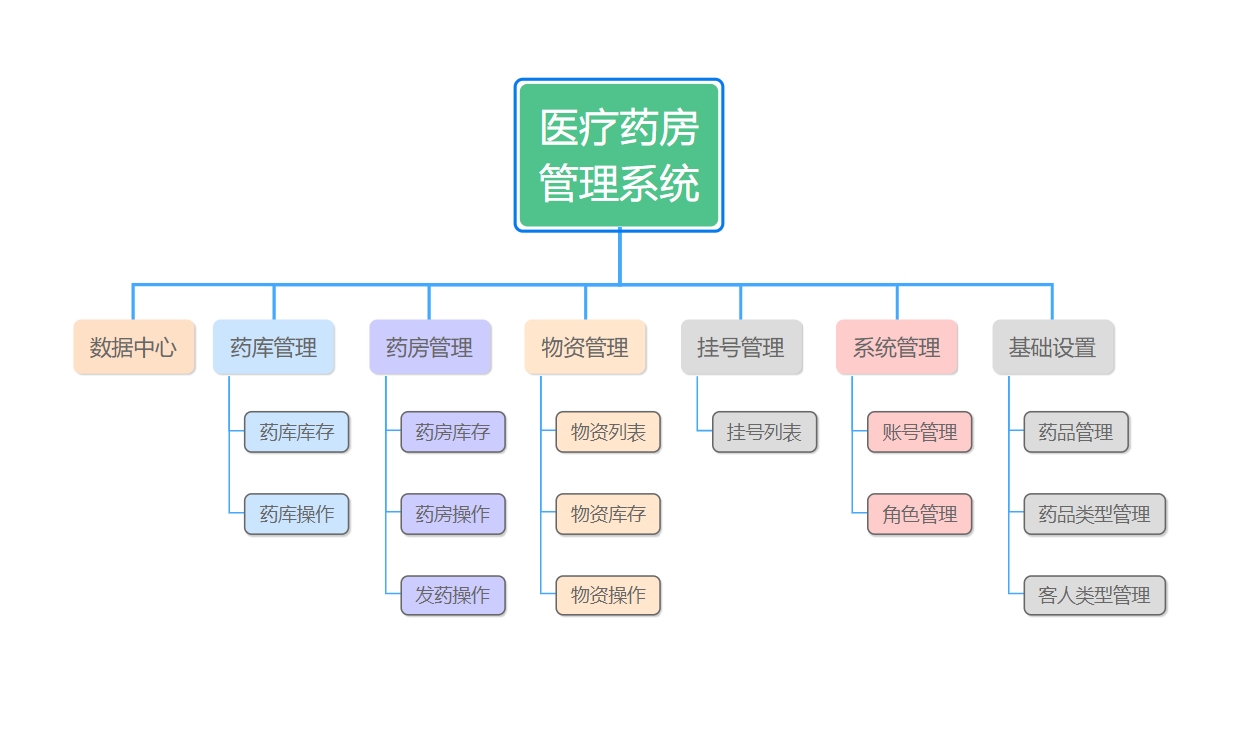 医疗药房
管理系统
数据中心
药库管理
药房管理
物资管理
挂号管理
系统管理
基础设置
药库库存
药房库存
物资列表
挂号列表
账号管理
药品管理
药库操作
药房操作
物资库存
角色管理
药品类型管理
发药操作
物资操作
客人类型管理